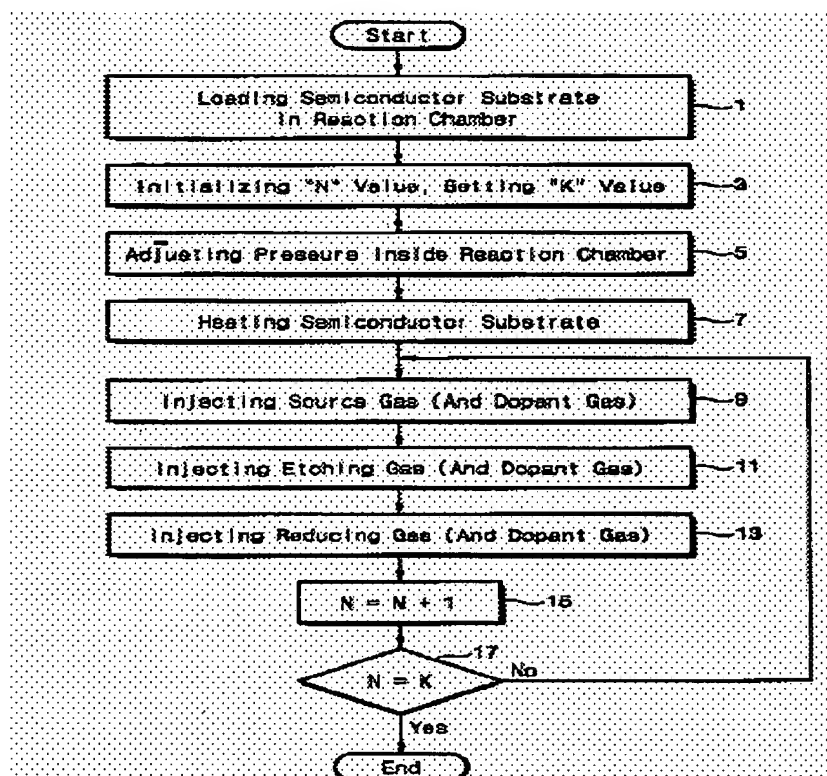 Start
Loading Semiconductor Substrate
in Reaction Chamber
1
Initializing "N" Value, Setting "K" Value
3
Adjusting Pressure Inside Reaction Chamber
5
Heating Semiconductor Substrate
7
Injecting Source Gas (And Dopant Gas)
9
Injecting Etching Gas (And Dopant Gas)
11
Injecting Reducing Gas (And Dopant Gas)
13
N = N + 1
15
17
N = K
No
Yes
End